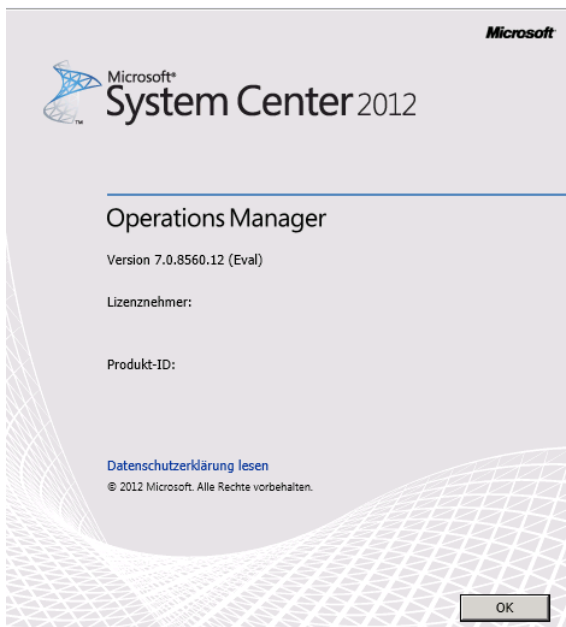 Microsoft
Microsoft®
System Center 2012
TM
Operations Manager
Version 7.0.8560.12 (Eval)
Lizenznehmer:
Produkt-ID:
Datenschutzerklärung lesen
© 2012 Microsoft. Alle Rechte vorbehalten.
OK